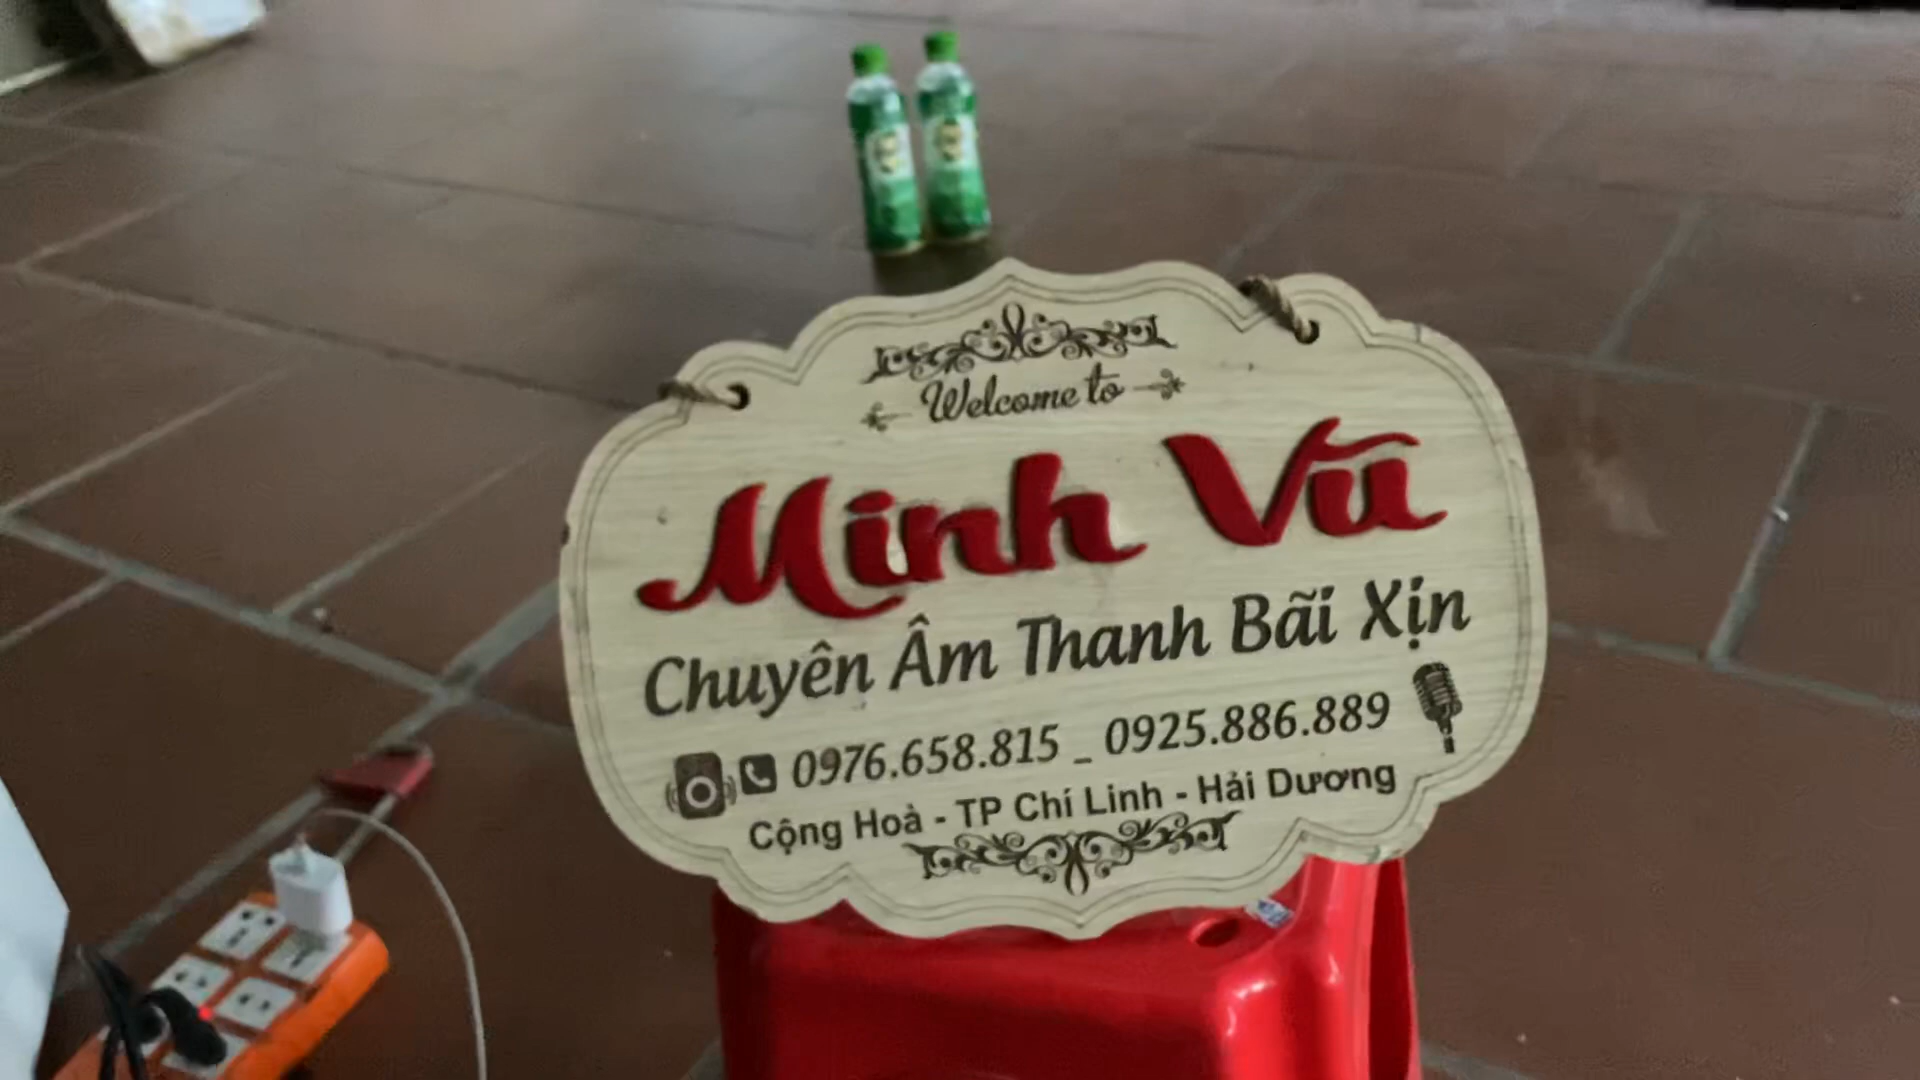 Welcome to
Minh Vũ
Chuyên Âm Thanh Bãi Xịn
0976.658.815 _ 0925.886.889
Cộng Hoà - TP Chí Linh - Hải Dương